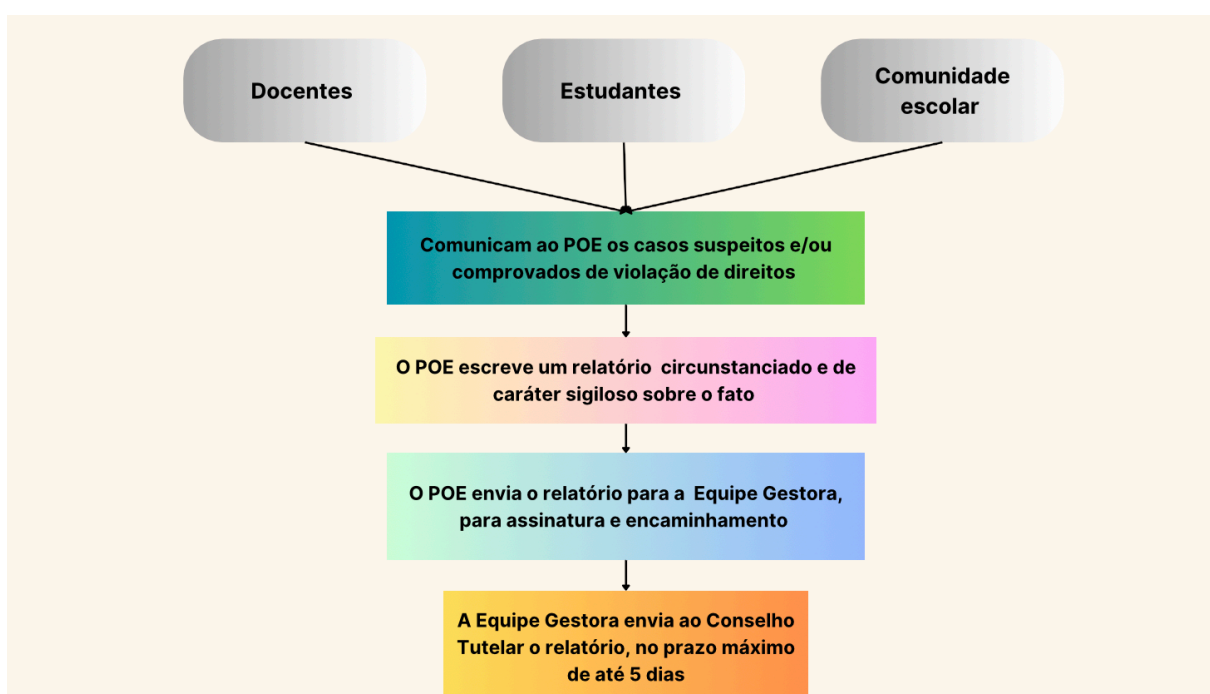 Docentes
Estudantes
Comunidade
escolar
Comunicam ao POE os casos suspeitos e/ou
comprovados de violação de direitos
O POE escreve um relatório circunstanciado e de
caráter sigiloso sobre o fato
O POE envia o relatório para a Equipe Gestora,
para assinatura e encaminhamento
A Equipe Gestora envia ao Conselho
Tutelar o relatório, no prazo máximo
de até 5 dias